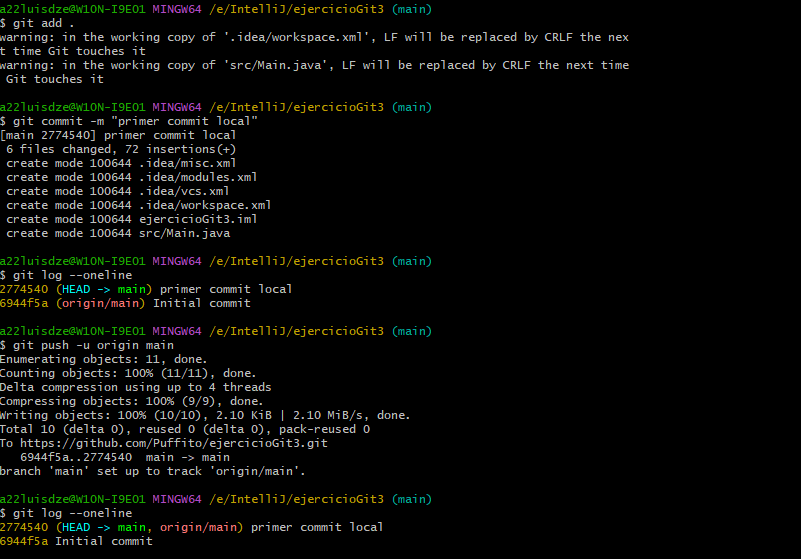 a22luisdze@W10N-I9E01 MINGW64 /e/IntelliJ/ejercicioGit3 (main)
$ git add .
warning: in the working copy of '.idea/workspace.xml', LF will be replaced by CRLF the nex
t time Git touches it
warning: in the working copy of 'src/Main.java', LF will be replaced by CRLF the next time
 Git touches it

a22luisdze@W10N-I9E01 MINGW64 /e/IntelliJ/ejercicioGit3 (main)
$ git commit -m "primer commit local"
[main 2774540] primer commit local
 6 files changed, 72 insertions(+)
 create mode 100644 .idea/misc.xml
 create mode 100644 .idea/modules.xml
 create mode 100644 .idea/vcs.xml
 create mode 100644 .idea/workspace.xml
 create mode 100644 ejercicioGit3.iml
 create mode 100644 src/Main.java

a22luisdze@W10N-I9E01 MINGW64 /e/IntelliJ/ejercicioGit3 (main)
$ git log --oneline
2774540 (HEAD -> main) primer commit local
6944f5a (origin/main) Initial commit

a22luisdze@W10N-I9E01 MINGW64 /e/IntelliJ/ejercicioGit3 (main)
$ git push -u origin main
Enumerating objects: 11, done.
Counting objects: 100% (11/11), done.
Delta compression using up to 4 threads
Compressing objects: 100% (9/9), done.
Writing objects: 100% (10/10), 2.10 KiB | 2.10 MiB/s, done.
Total 10 (delta 0), reused 0 (delta 0), pack-reused 0
To https://github.com/Puffito/ejercicioGit3.git
   6944f5a..2774540  main -> main
branch 'main' set up to track 'origin/main'.

a22luisdze@W10N-I9E01 MINGW64 /e/IntelliJ/ejercicioGit3 (main)
$ git log --oneline
2774540 (HEAD -> main, origin/main) primer commit local
6944f5a Initial commit